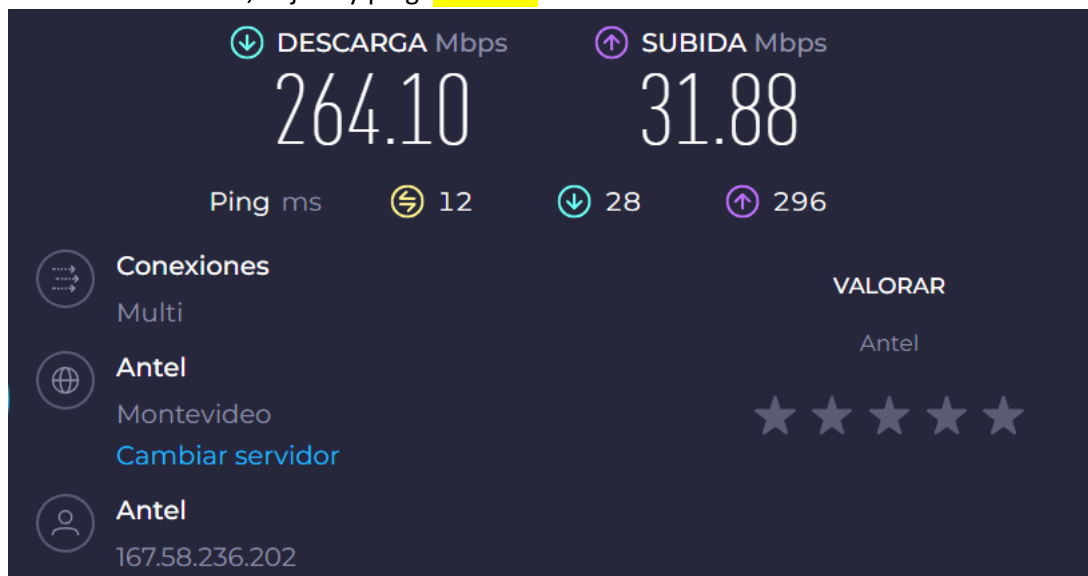 DESCARGA Mbps SUBIDA Mbps
264.10 31.88
Ping ms 12 28 296
Conexiones
Multi
VALORAR
Antel
Antel
Montevideo
Cambiar servidor
Antel
167.58.236.202